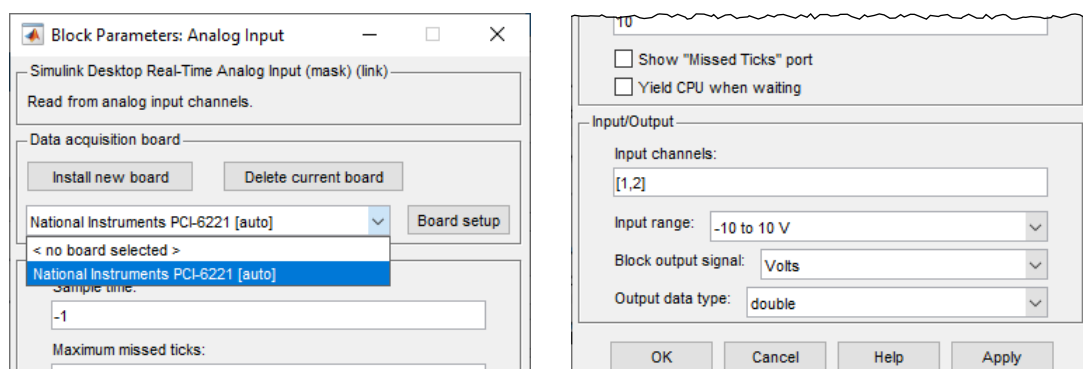 Block Parameters: Analog Input
Simulink Desktop Real-Time Analog Input (mask) (link)
Read from analog input channels.
Data acquisition board
Install new board
Delete current board
National Instruments PCI-6221 [auto]
Board setup
< no board selected >
National Instruments PCI-6221 [auto]
Sample time:
-1
Maximum missed ticks:
10
Show "Missed Ticks" port
Yield CPU when waiting
Input/Output
Input channels:
[1,2]
Input range:
-10 to 10 V
Block output signal:
Volts
Output data type:
double
OK
Cancel
Help
Apply